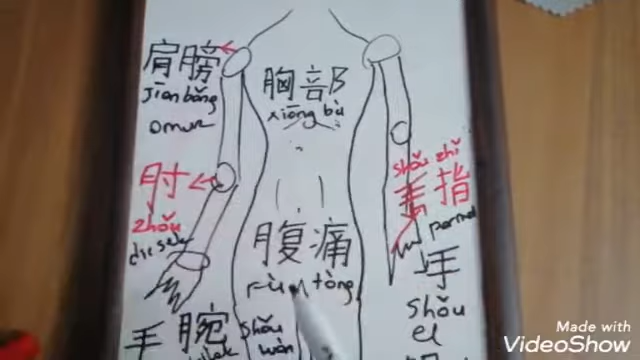 肩膀
jiān bǎng
omuz
胸部
xiōng bù
肘
zhǒu
dirsek
shǒu zhǐ
手指
parmak
腹痛
fù tòng
手
shǒu
el
手腕
shǒu
wàn
Made with
VideoShow